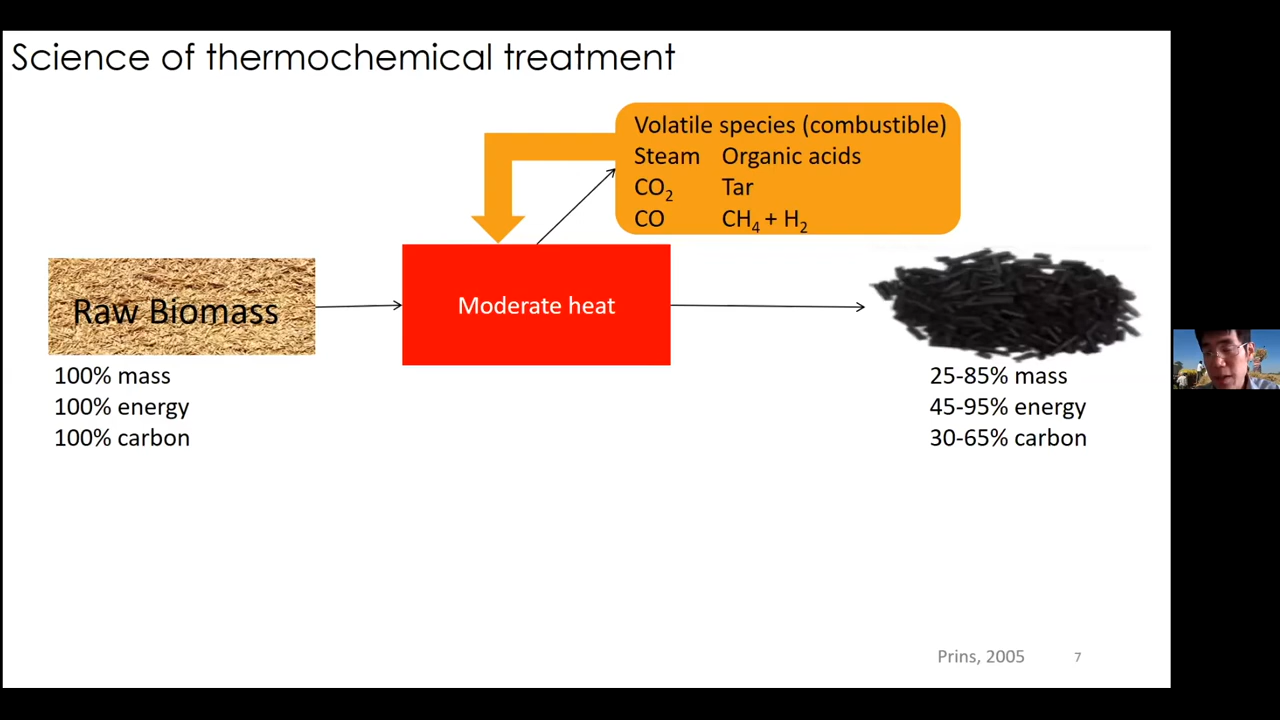 Science of thermochemical treatment
Volatile species (combustible)
Steam Organic acids
CO₂ Tar
CO CH₄ + H₂
Raw Biomass
Moderate heat
100% mass
100% energy
100% carbon
25-85% mass
45-95% energy
30-65% carbon
Prins, 2005
7